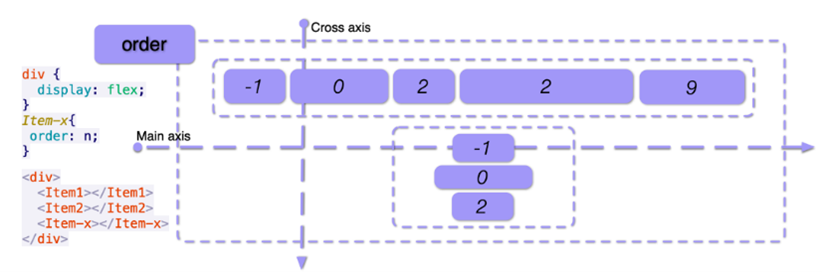 Cross axis
order
div {
  display: flex;
}
Item-x{
 order: n;
}
<div>
  <Item1></Item1>
  <Item2></Item2>
  <Item-x></Item-x>
</div>
-1 0 2 2 9
Main axis
-1
0
2